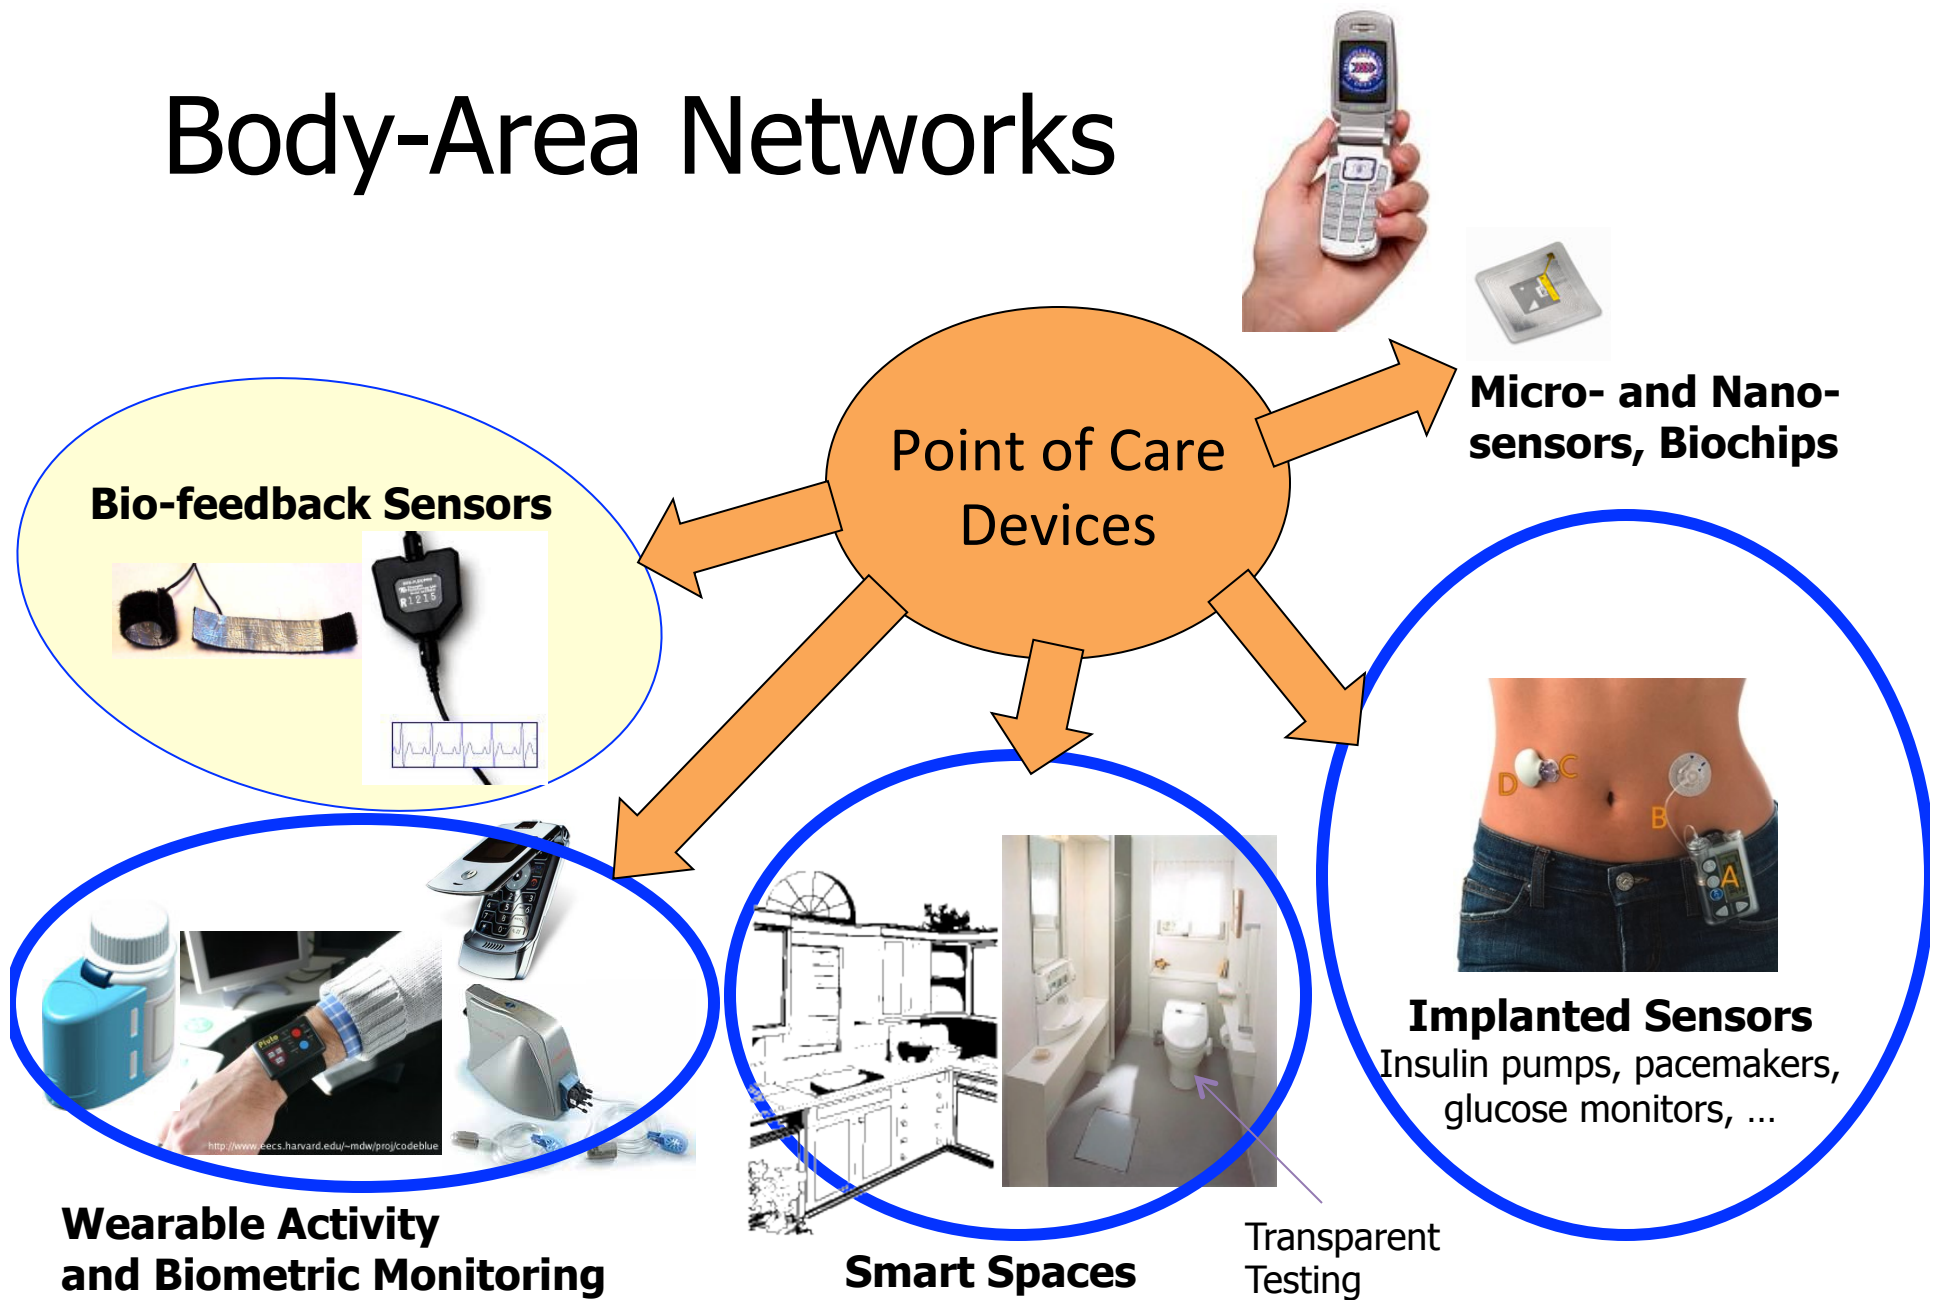 Body-Area Networks
Point of Care
Devices
Micro- and Nano-
sensors, Biochips
Bio-feedback Sensors
R1215
D
C
B
A
Pluto
http://www.eecs.harvard.edu/~mdw/proj/codeblue
Implanted Sensors
Insulin pumps, pacemakers,
glucose monitors, ...
Wearable Activity
and Biometric Monitoring
Smart Spaces
Transparent
Testing